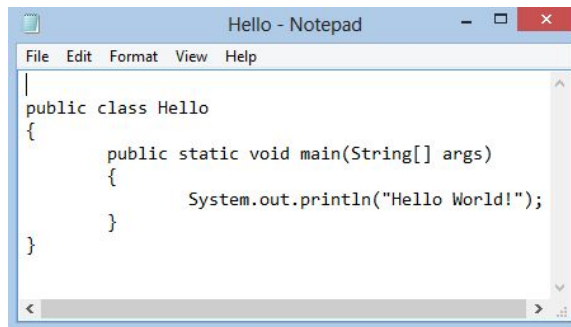 Hello - Notepad
File Edit Format View Help
public class Hello
{
        public static void main(String[] args)
        {
                System.out.println("Hello World!");
        }
}